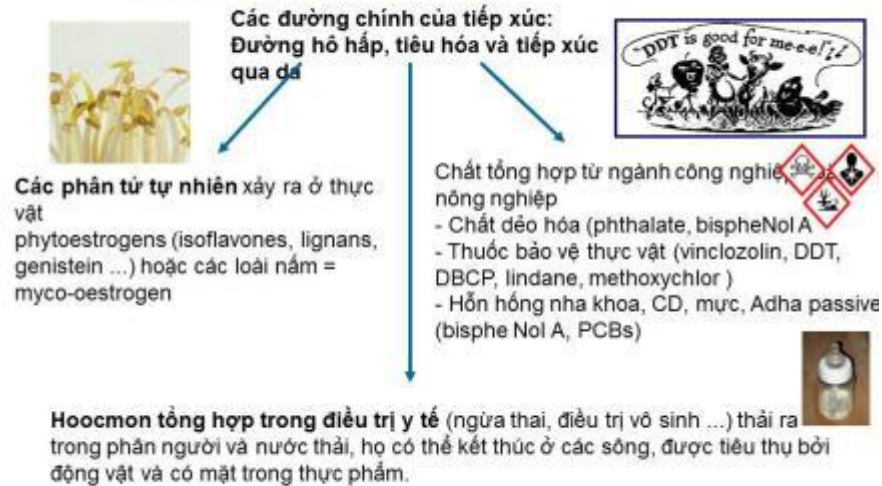 Các đường chính của tiếp xúc:
Đường hô hấp, tiêu hóa và tiếp xúc
qua da
"DDT is good for me-e-e!"
Các phân tử tự nhiên xảy ra ở thực
vật
phytoestrogens (isoflavones, lignans,
genistein ...) hoặc các loài nấm =
myco-oestrogen
Chất tổng hợp từ ngành công nghiệp
nông nghiệp
- Chất dẻo hóa (phthalate, bispheNol A
- Thuốc bảo vệ thực vật (vinclozolin, DDT,
DBCP, lindane, methoxychlor )
- Hỗn hống nha khoa, CD, mực, Adha passive
(bisphe Nol A, PCBs)
Hoocmon tổng hợp trong điều trị y tế (ngừa thai, điều trị vô sinh ...) thải ra
trong phân người và nước thải, họ có thể kết thúc ở các sông, được tiêu thụ bởi
động vật và có mặt trong thực phẩm.